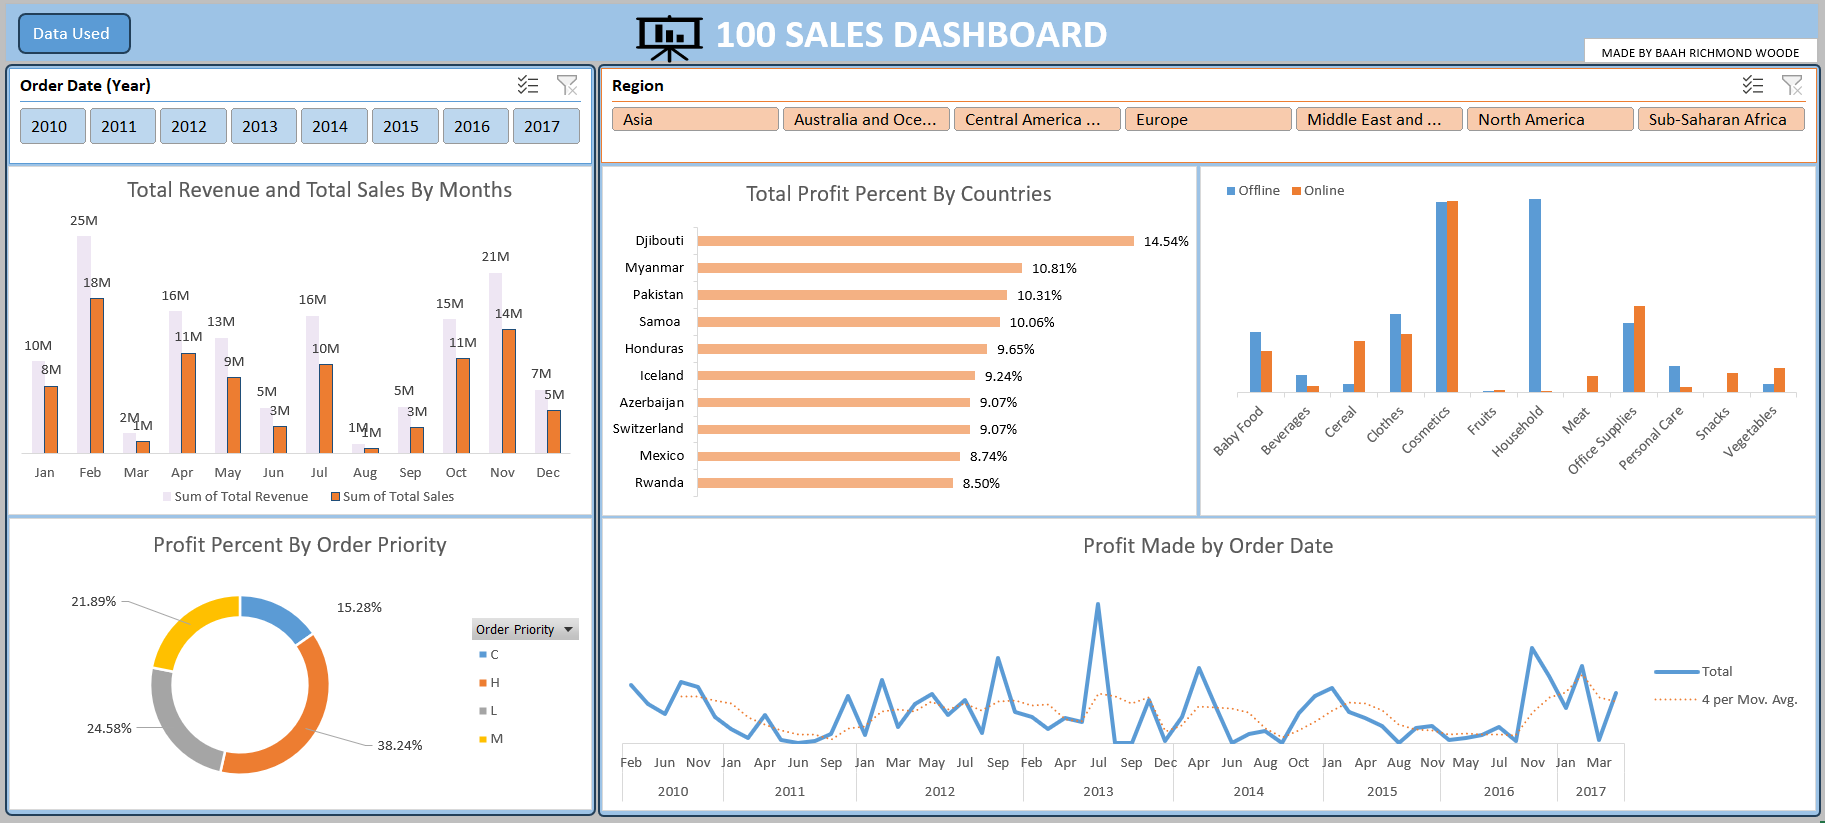 Data Used
100 SALES DASHBOARD
MADE BY BAAH RICHMOND WOODE
Order Date (Year)
2010 2011 2012 2013 2014 2015 2016 2017
Region
Asia Australia and Oce... Central America ... Europe Middle East and ... North America Sub-Saharan Africa
Total Revenue and Total Sales By Months
25M
18M
21M
16M
16M
15M
14M
13M
11M
10M
11M
10M
9M
8M
7M
5M
5M
5M
3M
3M
2M
1M
1M
1M
Jan Feb Mar Apr May Jun Jul Aug Sep Oct Nov Dec
Sum of Total Revenue Sum of Total Sales
Total Profit Percent By Countries
Djibouti 14.54%
Myanmar 10.81%
Pakistan 10.31%
Samoa 10.06%
Honduras 9.65%
Iceland 9.24%
Azerbaijan 9.07%
Switzerland 9.07%
Mexico 8.74%
Rwanda 8.50%
Offline Online
Baby Food
Beverages
Cereal
Clothes
Cosmetics
Fruits
Household
Meat
Office Supplies
Personal Care
Snacks
Vegetables
Profit Percent By Order Priority
21.89%
15.28%
24.58%
38.24%
Order Priority
C
H
L
M
Profit Made by Order Date
Total
4 per Mov. Avg.
Feb Jun Nov Jan Apr Jun Sep Jan Mar May Jul Sep Feb Apr Jul Sep Dec Apr Jun Aug Oct Jan Apr Aug Nov May Jul Nov Jan Mar
2010 2011 2012 2013 2014 2015 2016 2017